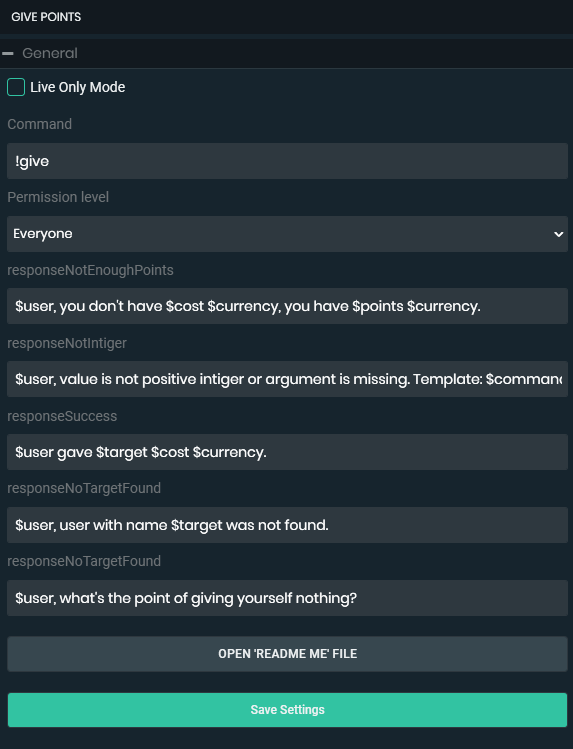 GIVE POINTS
General
Live Only Mode
Command
!give
Permission level
Everyone
responseNotEnoughPoints
$user, you don't have $cost $currency, you have $points $currency.
responseNotIntiger
$user, value is not positive intiger or argument is missing. Template: $command
responseSuccess
$user gave $target $cost $currency.
responseNoTargetFound
$user, user with name $target was not found.
responseNoTargetFound
$user, what's the point of giving yourself nothing?
OPEN 'README ME' FILE
Save Settings